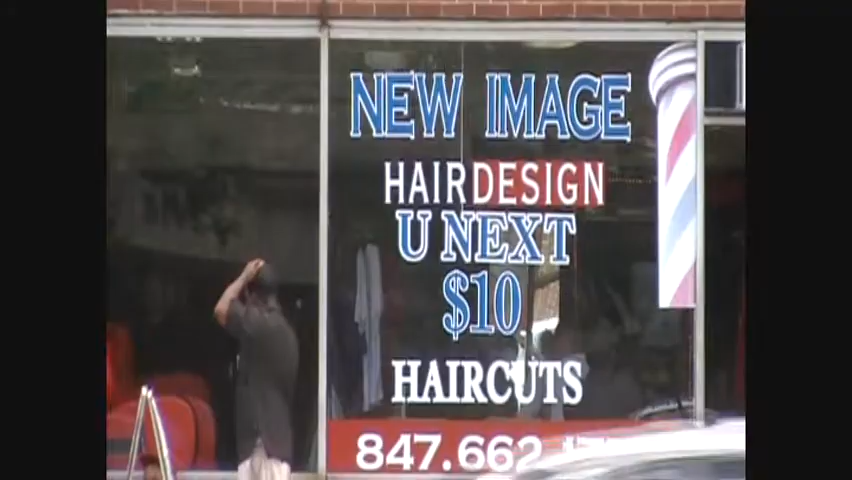 NEW IMAGE
HAIRDESIGN
U NEXT
$10
HAIRCUTS
847.662